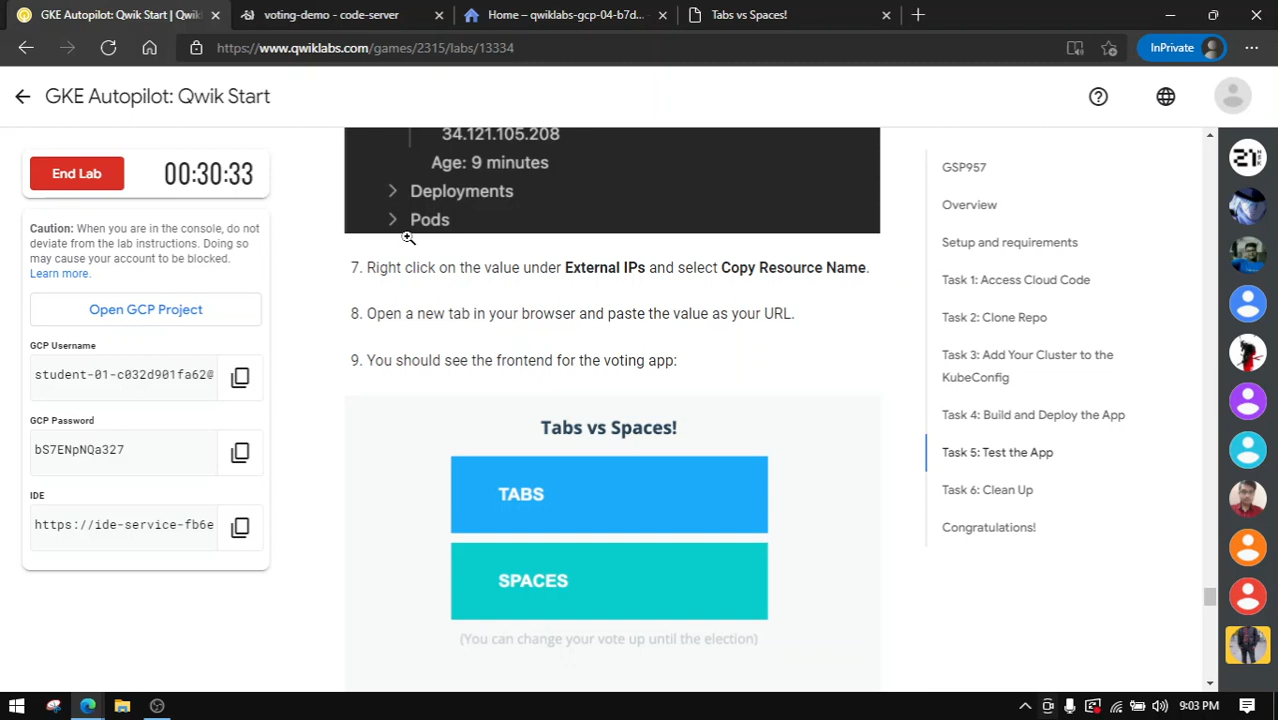 GKE Autopilot: Qwik Start | Qwikl
voting-demo - code-server
Home – qwiklabs-gcp-04-b7d...
Tabs vs Spaces!
https://www.qwiklabs.com/games/2315/labs/13334
InPrivate
GKE Autopilot: Qwik Start
End Lab
00:30:33
Caution: When you are in the console, do not
deviate from the lab instructions. Doing so
may cause your account to be blocked.
Learn more.
Open GCP Project
GCP Username
student-01-c032d901fa62@
GCP Password
bS7ENpNQa327
IDE
https://ide-service-fb6e
34.121.105.208
Age: 9 minutes
Deployments
Pods
7. Right click on the value under External IPs and select Copy Resource Name.
8. Open a new tab in your browser and paste the value as your URL.
9. You should see the frontend for the voting app:
Tabs vs Spaces!
TABS
SPACES
(You can change your vote up until the election)
GSP957
Overview
Setup and requirements
Task 1: Access Cloud Code
Task 2: Clone Repo
Task 3: Add Your Cluster to the
KubeConfig
Task 4: Build and Deploy the App
Task 5: Test the App
Task 6: Clean Up
Congratulations!
21
9:03 PM